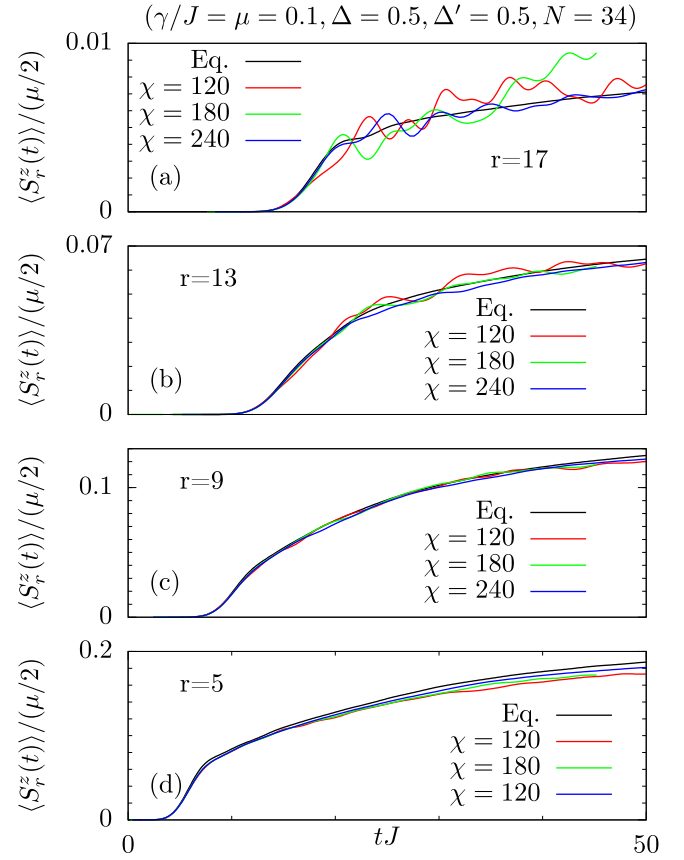 (γ/J = μ = 0.1, Δ = 0.5, Δ′ = 0.5, N = 34)
0.01
Eq.
χ = 120
χ = 180
χ = 240
(a)
r=17
0
⟨S_r^z(t)⟩/(μ/2)
0.07
r=13
Eq.
χ = 120
χ = 180
χ = 240
(b)
0
⟨S_r^z(t)⟩/(μ/2)
0.1
r=9
Eq.
χ = 120
χ = 180
χ = 240
(c)
0
⟨S_r^z(t)⟩/(μ/2)
0.2
r=5
Eq.
χ = 120
χ = 180
χ = 120
(d)
0
⟨S_r^z(t)⟩/(μ/2)
0
tJ
50